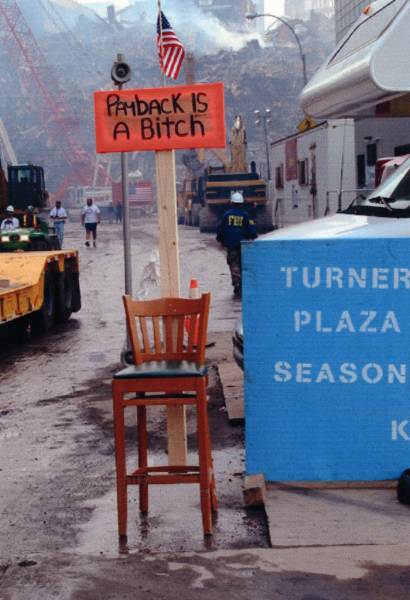 PAYBACK IS
A BitcH
FBI
TURNER
PLAZA
SEASON
K